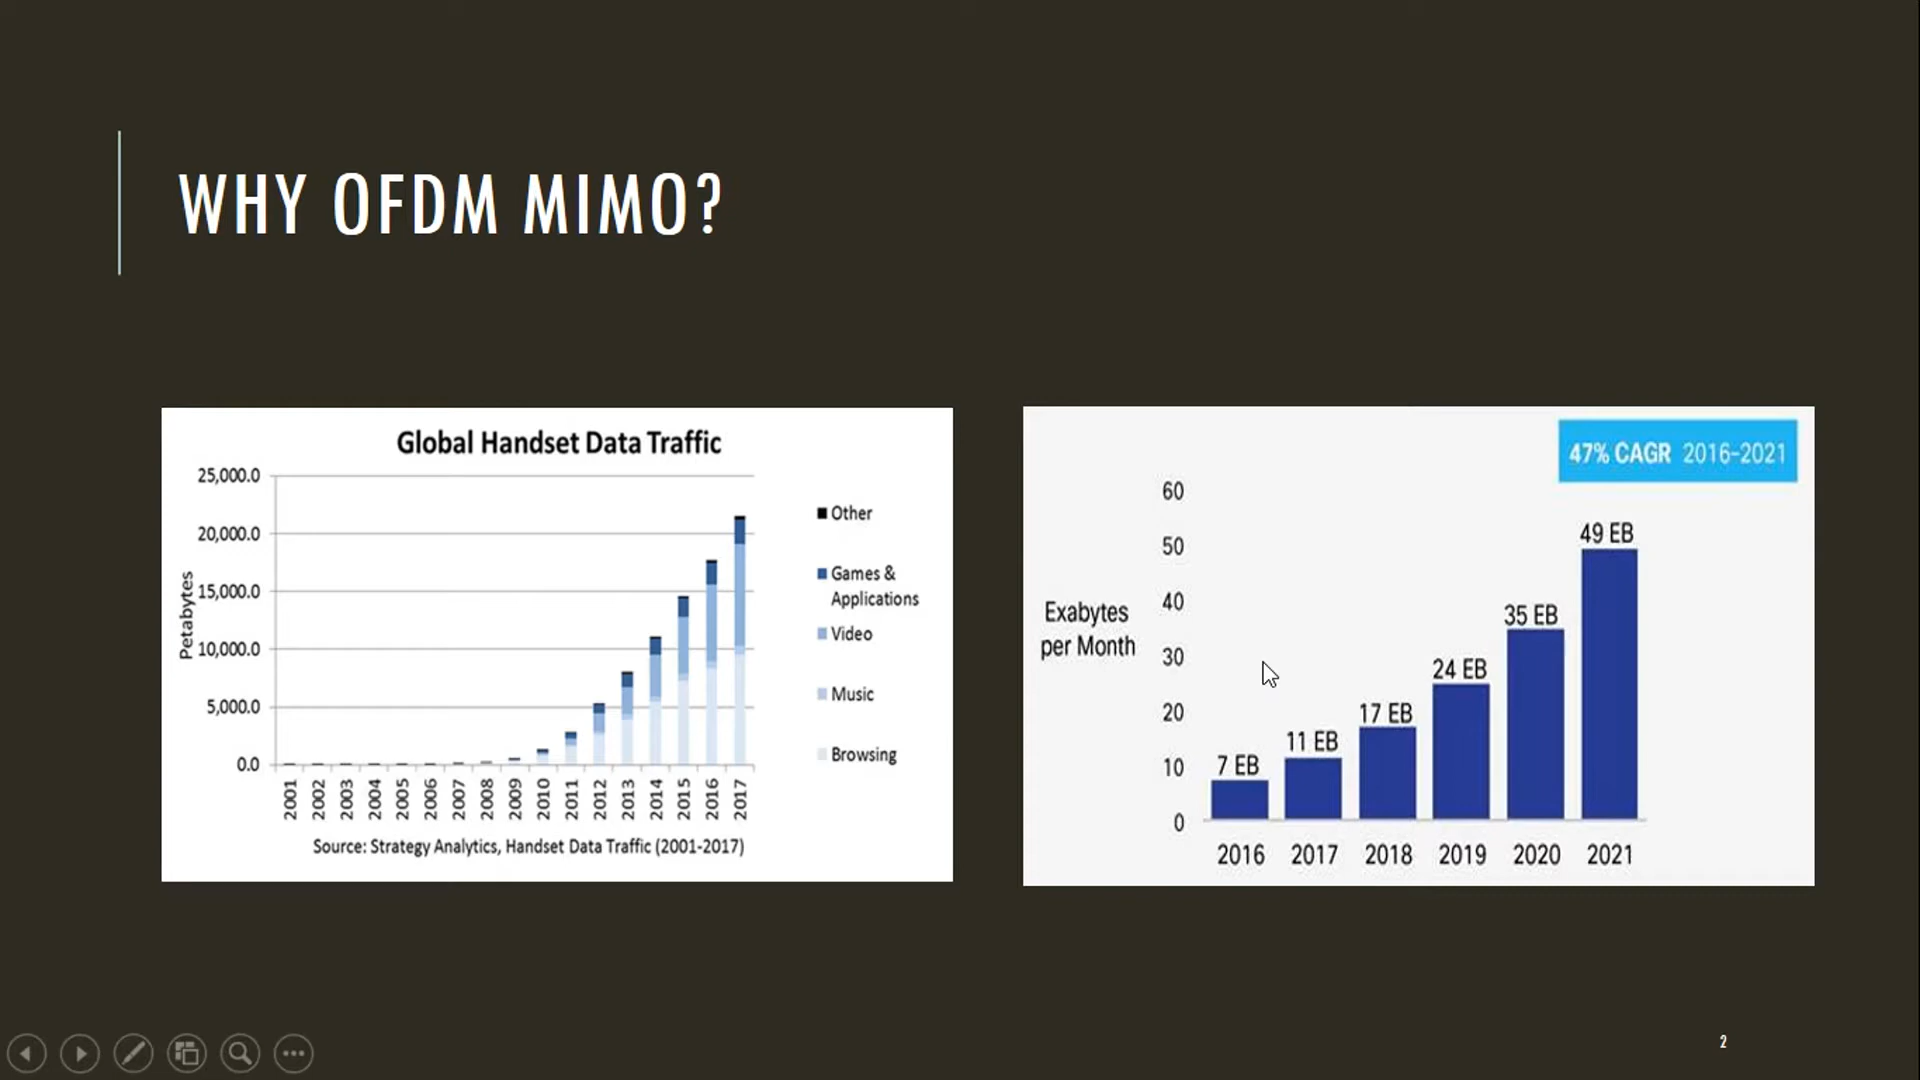 WHY OFDM MIMO?
Global Handset Data Traffic
25,000.0
20,000.0
15,000.0
10,000.0
5,000.0
0.0
Petabytes
2001 2002 2003 2004 2005 2006 2007 2008 2009 2010 2011 2012 2013 2014 2015 2016 2017
Other
Games &
Applications
Video
Music
Browsing
Source: Strategy Analytics, Handset Data Traffic (2001-2017)
47% CAGR 2016-2021
Exabytes
per Month
60
50
40
30
20
10
0
7 EB
11 EB
17 EB
24 EB
35 EB
49 EB
2016 2017 2018 2019 2020 2021
2